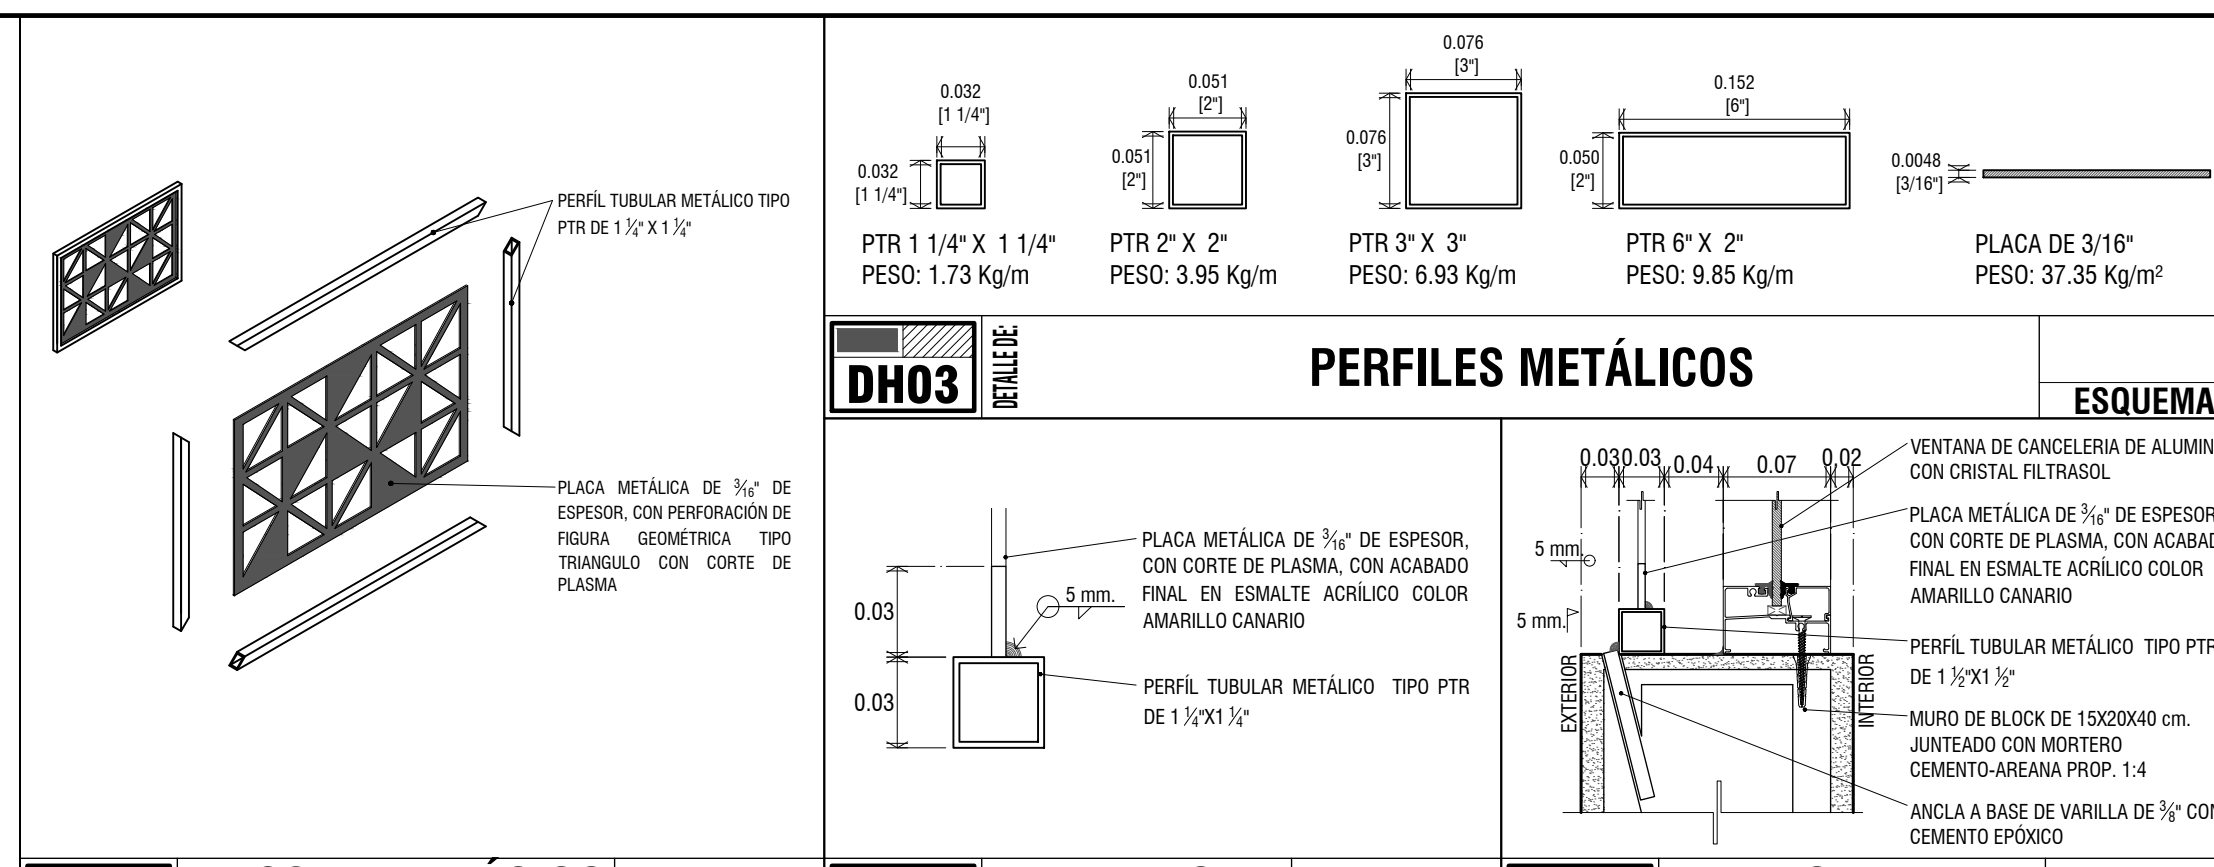 PERFÍL TUBULAR METÁLICO TIPO
PTR DE 1 ¼" X 1 ¼"
PLACA METÁLICA DE 3⁄16" DE
ESPESOR, CON PERFORACIÓN DE
FIGURA GEOMÉTRICA TIPO
TRIANGULO CON CORTE DE
PLASMA
0.032
[1 1/4"]
0.032
[1 1/4"]
PTR 1 1/4" X 1 1/4"
PESO: 1.73 Kg/m
0.051
[2"]
0.051
[2"]
PTR 2" X 2"
PESO: 3.95 Kg/m
0.076
[3"]
0.076
[3"]
PTR 3" X 3"
PESO: 6.93 Kg/m
0.152
[6"]
0.050
[2"]
PTR 6" X 2"
PESO: 9.85 Kg/m
0.0048
[3/16"]
PLACA DE 3/16"
PESO: 37.35 Kg/m²
DH03
DETALLE DE:
PERFILES METÁLICOS
ESQUEMA
0.03
0.03
5 mm.
PLACA METÁLICA DE 3⁄16" DE ESPESOR,
CON CORTE DE PLASMA, CON ACABADO
FINAL EN ESMALTE ACRÍLICO COLOR
AMARILLO CANARIO
PERFÍL TUBULAR METÁLICO TIPO PTR
DE 1 ¼"X1 ¼"
0.03 0.03 0.04 0.07 0.02
5 mm.
5 mm.
EXTERIOR
INTERIOR
VENTANA DE CANCELERIA DE ALUMIN
CON CRISTAL FILTRASOL
PLACA METÁLICA DE 3⁄16" DE ESPESOR
CON CORTE DE PLASMA, CON ACABAD
FINAL EN ESMALTE ACRÍLICO COLOR
AMARILLO CANARIO
PERFÍL TUBULAR METÁLICO TIPO PTR
DE 1 ½"X1 ½"
MURO DE BLOCK DE 15X20X40 cm.
JUNTEADO CON MORTERO
CEMENTO-AREANA PROP. 1:4
ANCLA A BASE DE VARILLA DE ⅜" CON
CEMENTO EPÓXICO